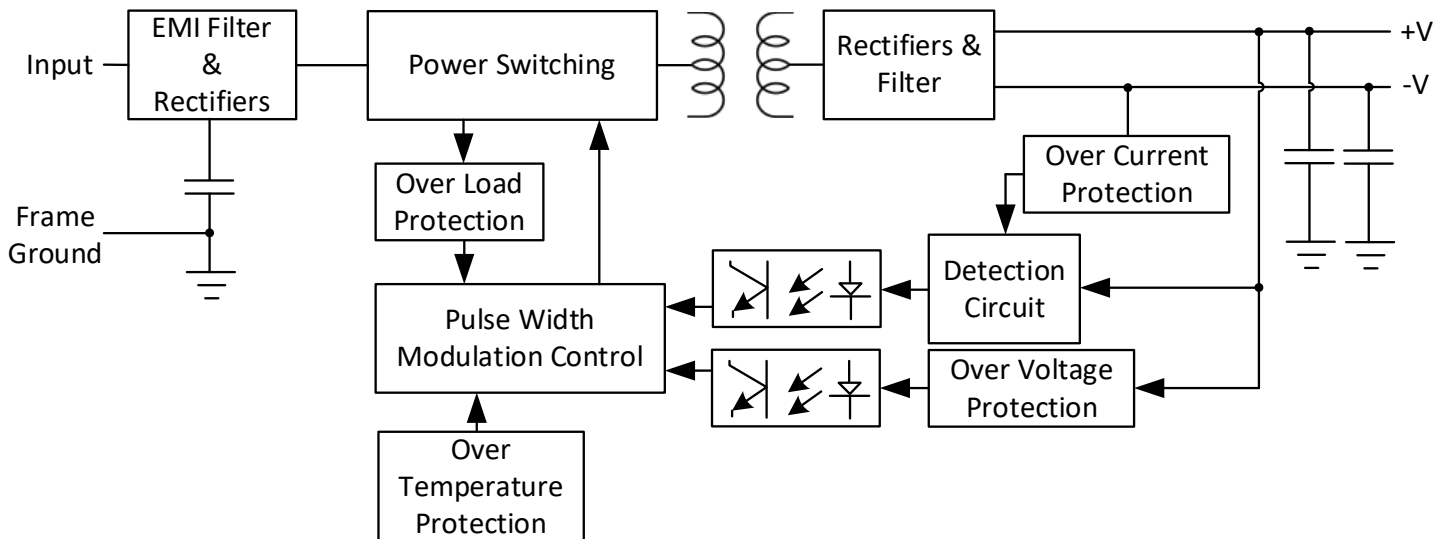 Input
EMI Filter
&
Rectifiers
Power Switching
Rectifiers &
Filter
+V
-V
Over Current
Protection
Over Load
Protection
Frame
Ground
Detection
Circuit
Pulse Width
Modulation Control
Over Voltage
Protection
Over
Temperature
Protection